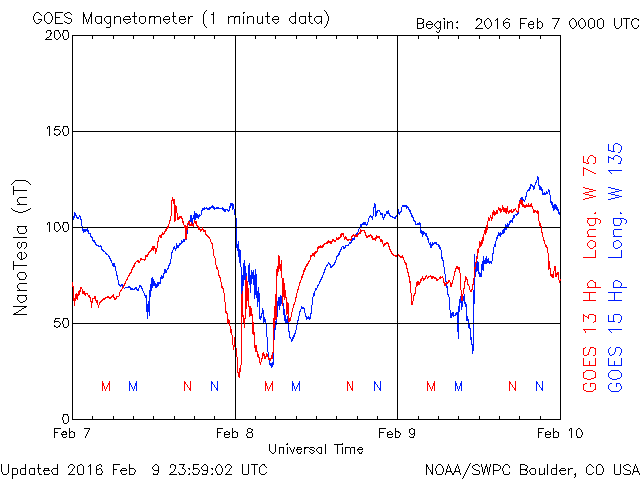 GOES Magnetometer (1 minute data)
Begin: 2016 Feb 7 0000 UTC
200
150
100
50
0
NanoTesla (nT)
M M N N M M N N M M N N
Feb 7 Feb 8 Feb 9 Feb 10
Universal Time
GOES 13 Hp Long. W 75
GOES 15 Hp Long. W 135
Updated 2016 Feb 9 23:59:02 UTC
NOAA/SWPC Boulder, CO USA